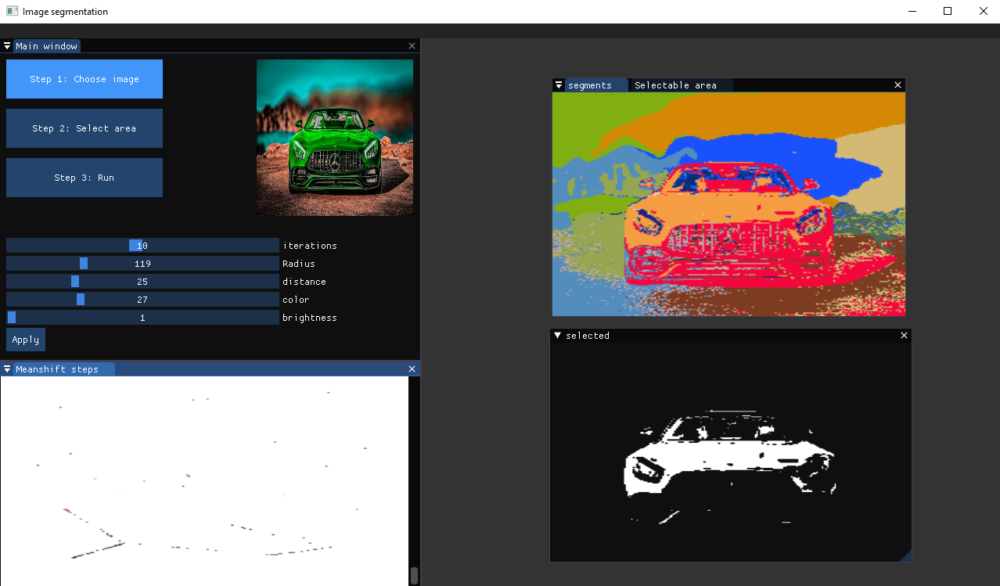 Image segmentation
Main window
Step 1: Choose image
Step 2: Select area
Step 3: Run
10 iterations
119 Radius
25 distance
27 color
1 brightness
Apply
Meanshift steps
segments Selectable area
selected